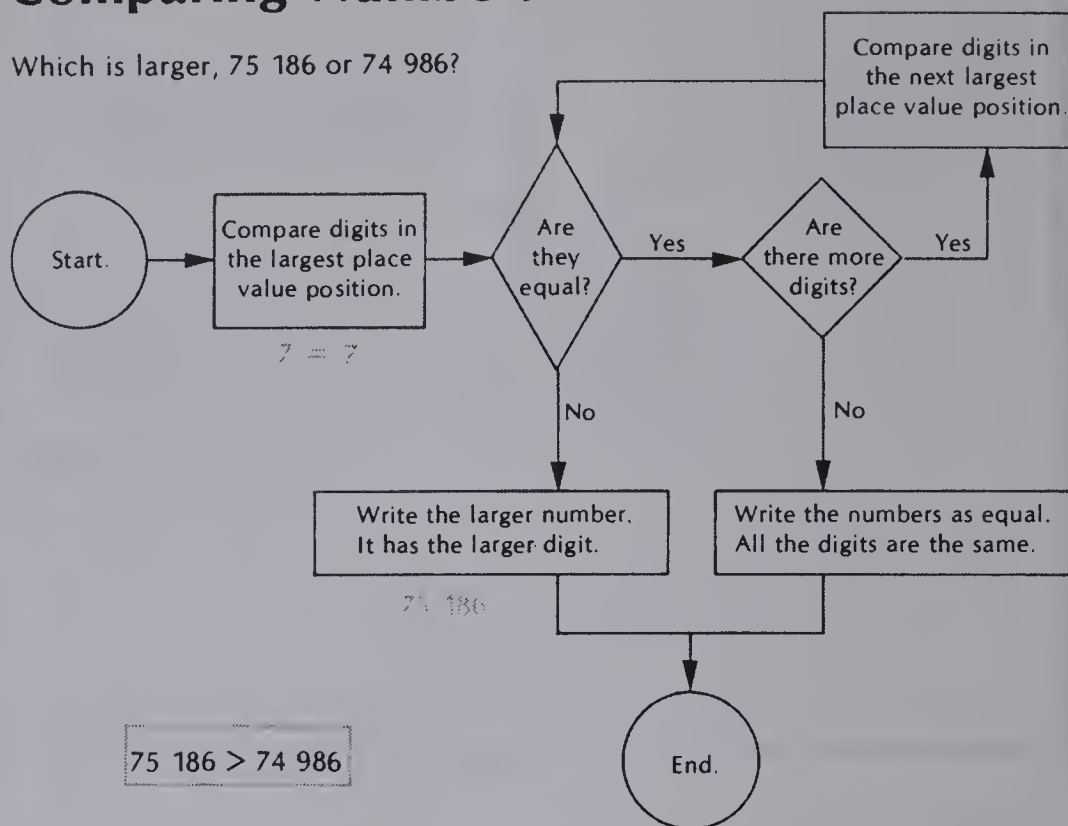 Comparing
Which is larger, 75 186 or 74 986?
Compare digits in
the next largest
place value position.
Start.
Compare digits in
the largest place
value position.
7 = 7
Are
they
equal?
Yes
Are
there more
digits?
Yes
No
No
Write the larger number.
It has the larger digit.
Write the numbers as equal.
All the digits are the same.
186
75 186 > 74 986
End.